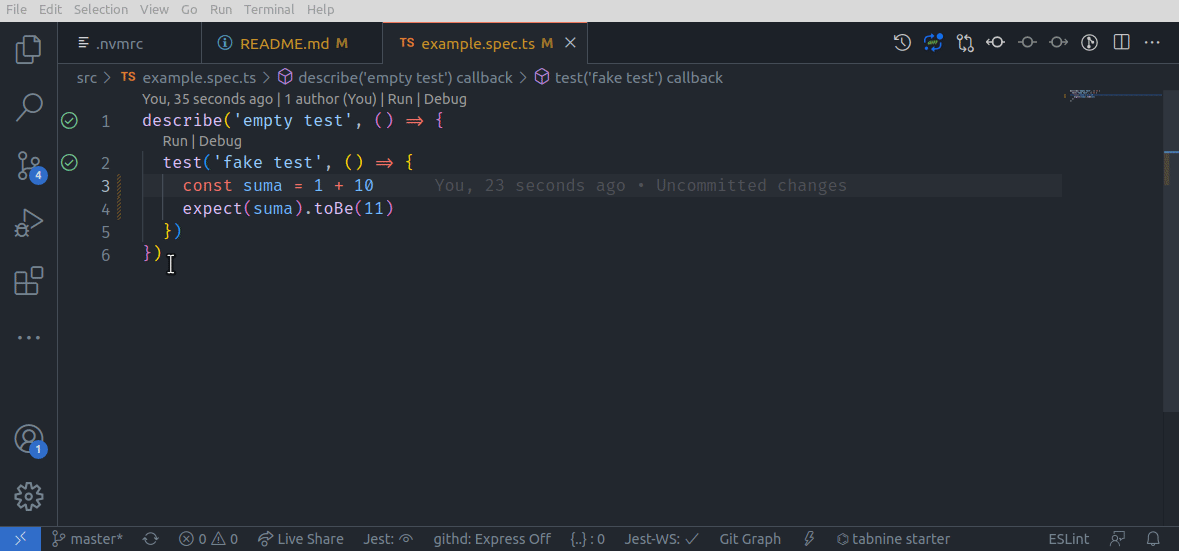 File Edit Selection View Go Run Terminal Help
.nvmrc README.md M TS example.spec.ts M
src > TS example.spec.ts > describe('empty test') callback > test('fake test') callback
You, 35 seconds ago | 1 author (You) | Run | Debug
1 describe('empty test', () => {
Run | Debug
2 test('fake test', () => {
3 const suma = 1 + 10 You, 23 seconds ago • Uncommitted changes
4 expect(suma).toBe(11)
5 })
6 })
4
1
master* 0 0 Live Share Jest: githd: Express Off {..} : 0 Jest-WS: ✓ Git Graph tabnine starter ESLint